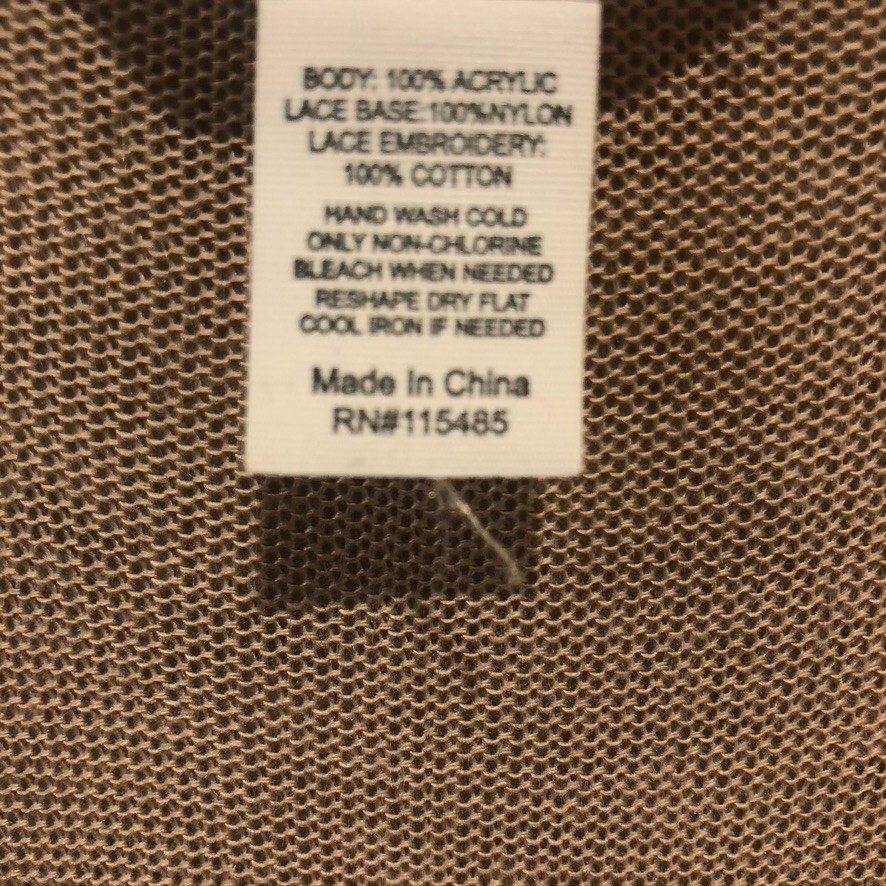 BODY: 100% ACRYLIC
LACE BASE:100%NYLON
LACE EMBROIDERY:
100% COTTON
HAND WASH COLD
ONLY NON-CHLORINE
BLEACH WHEN NEEDED
RESHAPE DRY FLAT
COOL IRON IF NEEDED
Made In China
RN#115485